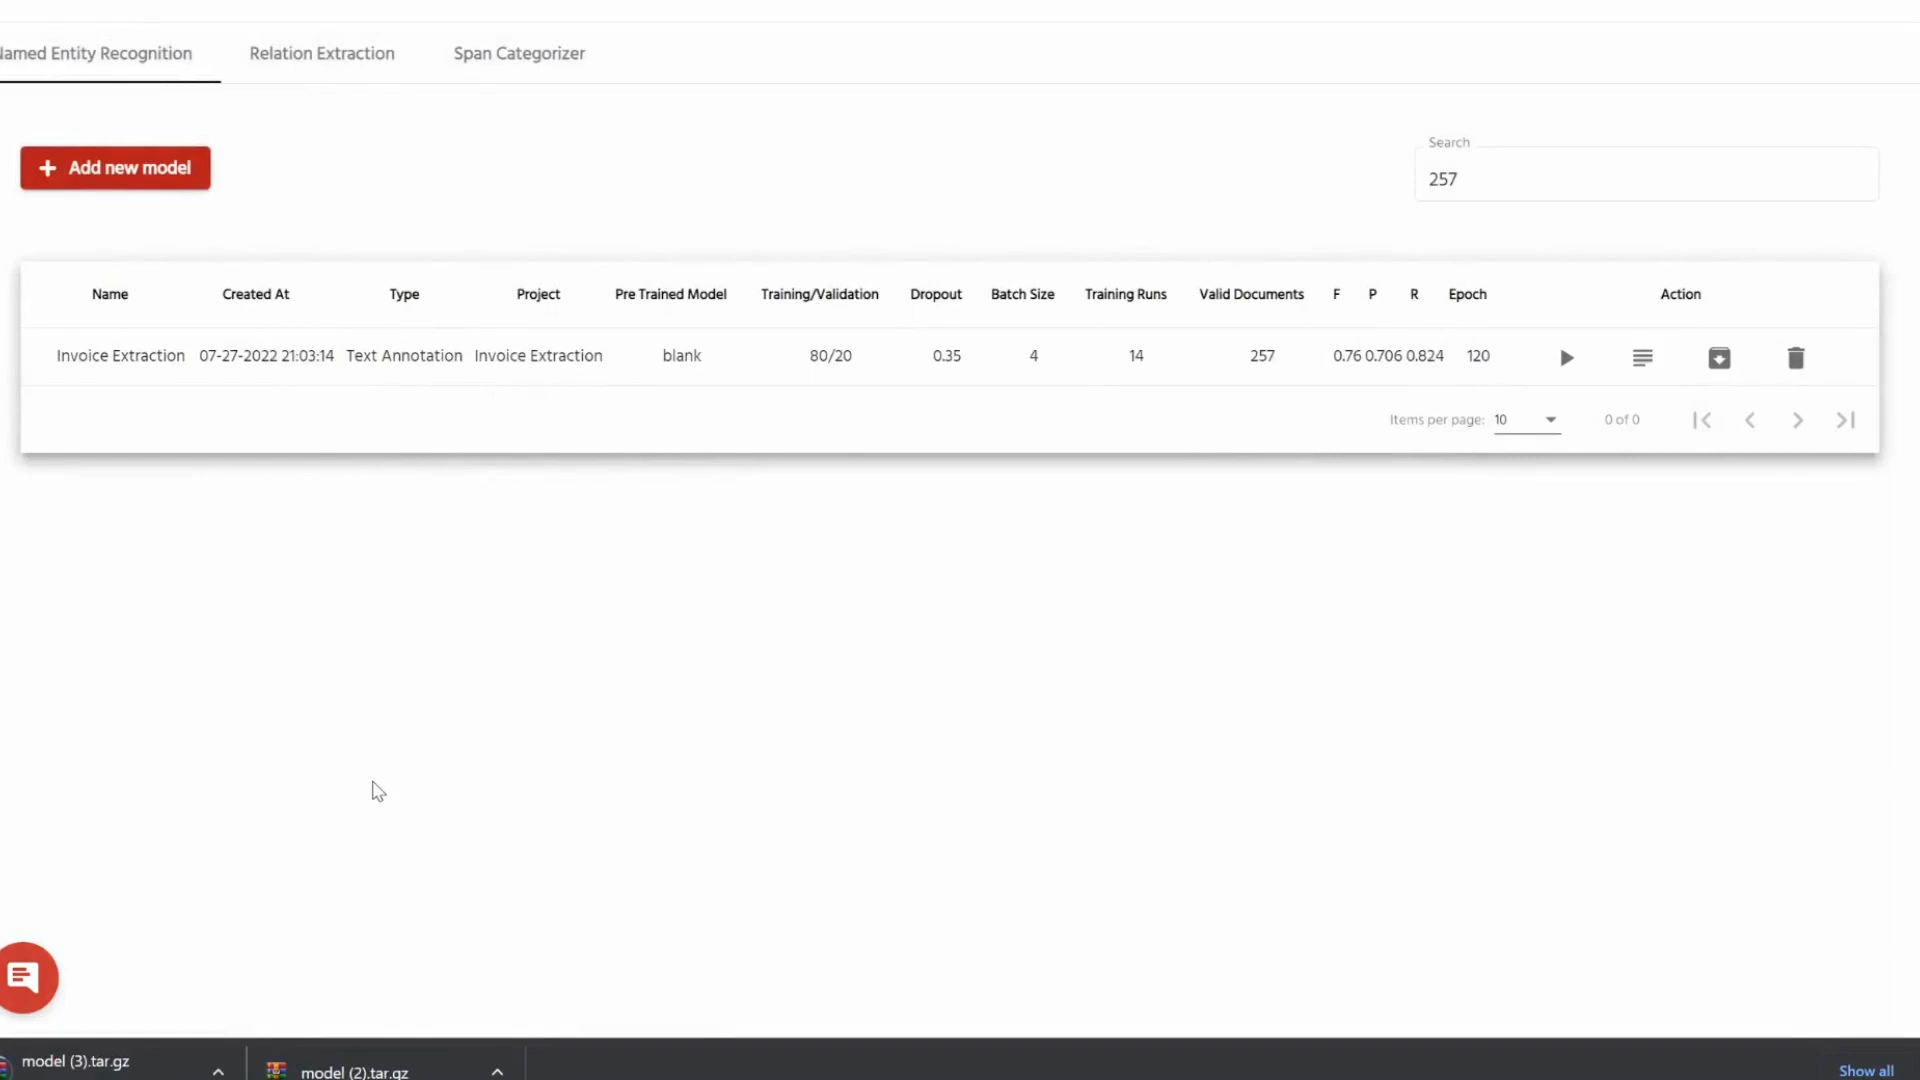 Named Entity Recognition Relation Extraction Span Categorizer
+ Add new model
Search
257
Name Created At Type Project Pre Trained Model Training/Validation Dropout Batch Size Training Runs Valid Documents F P R Epoch Action
Invoice Extraction 07-27-2022 21:03:14 Text Annotation Invoice Extraction blank 80/20 0.35 4 14 257 0.76 0.706 0.824 120
Items per page: 10 0 of 0
model (3).tar.gz model (2).tar.gz Show all